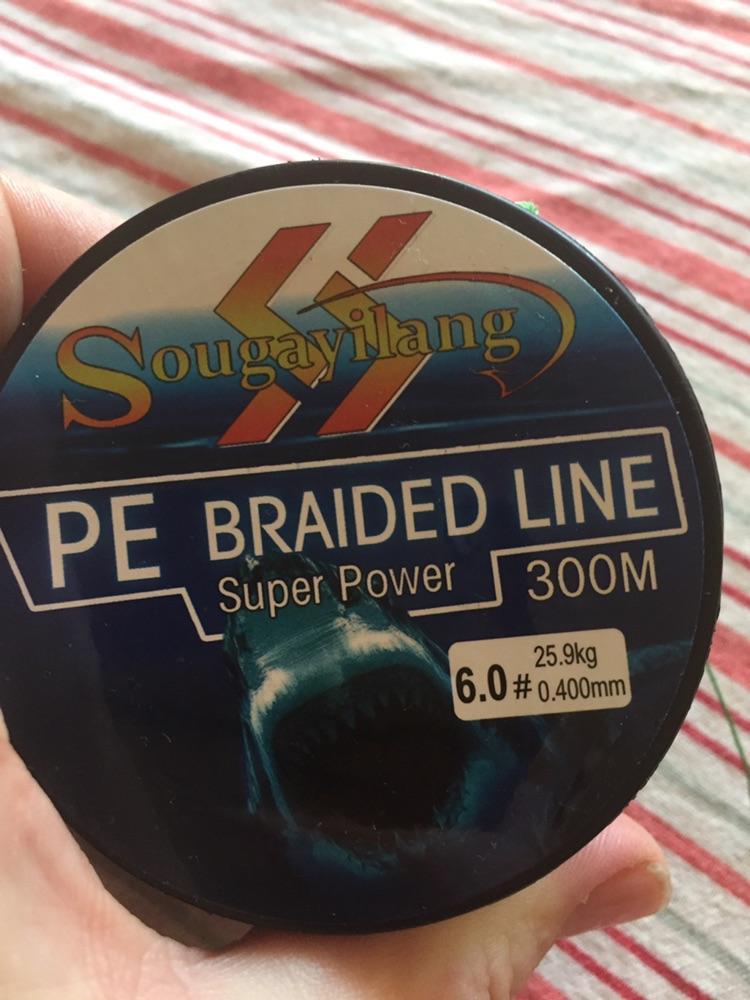 Sougayilang
PE BRAIDED LINE
Super Power 300M
6.0# 25.9kg
0.400mm